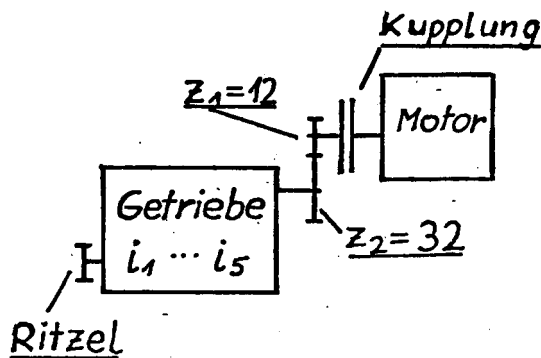 Kupplung
z₁=12
Motor
Getriebe
i₁ ··· i₅
z₂=32
Ritzel